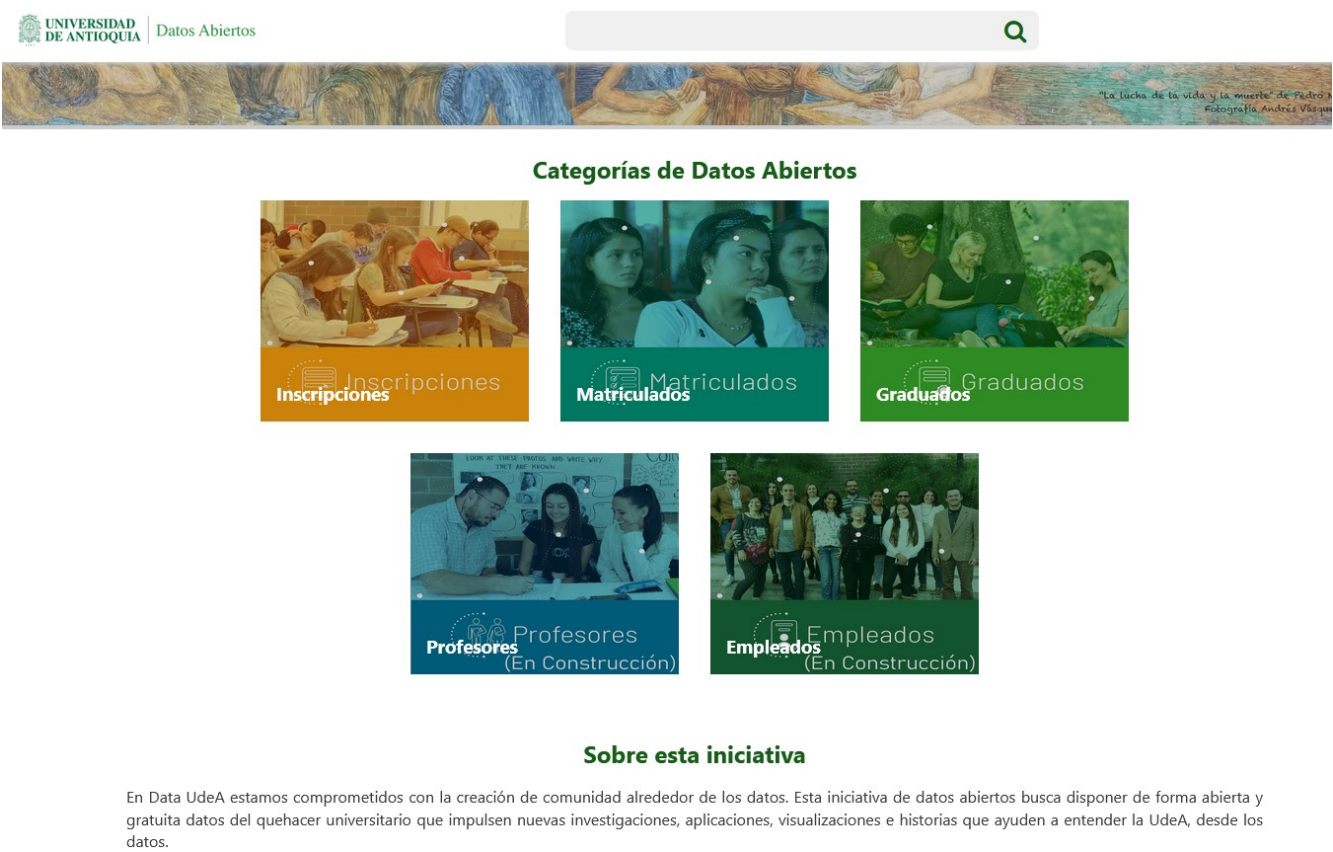 UNIVERSIDAD
DE ANTIOQUIA
Datos Abiertos
"La lucha de la vida y la muerte" de Pedro N
Fotografía Andrés Vásque
Categorías de Datos Abiertos
Inscripciones
Inscripciones
Matriculados
Matriculados
Graduados
Graduados
LOOK AT THESE PHOTOS AND WRITE WHY
THEY ARE KNOWN
Profesores
Profesores
(En Construcción)
Empleados
Empleados
(En Construcción)
Sobre esta iniciativa
En Data UdeA estamos comprometidos con la creación de comunidad alrededor de los datos. Esta iniciativa de datos abiertos busca disponer de forma abierta y
gratuita datos del quehacer universitario que impulsen nuevas investigaciones, aplicaciones, visualizaciones e historias que ayuden a entender la UdeA, desde los
datos.